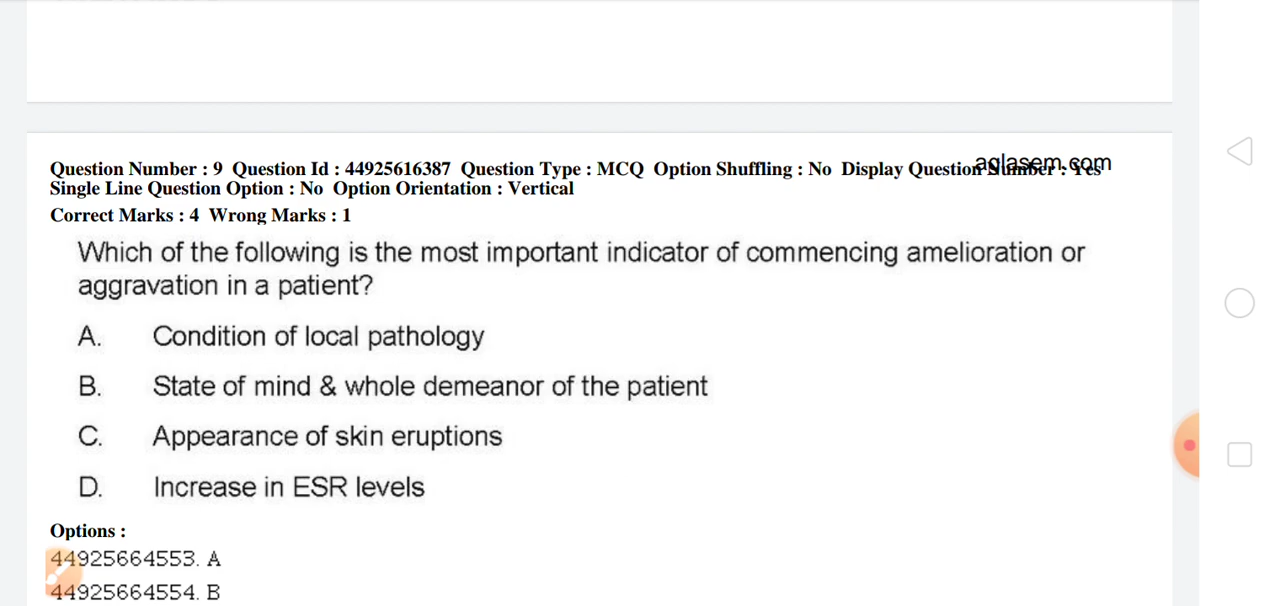 aglasem.com
Question Number : 9 Question Id : 44925616387 Question Type : MCQ Option Shuffling : No Display Question Number : Yes
Single Line Question Option : No Option Orientation : Vertical
Correct Marks : 4 Wrong Marks : 1
Which of the following is the most important indicator of commencing amelioration or
aggravation in a patient?
A. Condition of local pathology
B. State of mind & whole demeanor of the patient
C. Appearance of skin eruptions
D. Increase in ESR levels
Options :
44925664553. A
44925664554. B